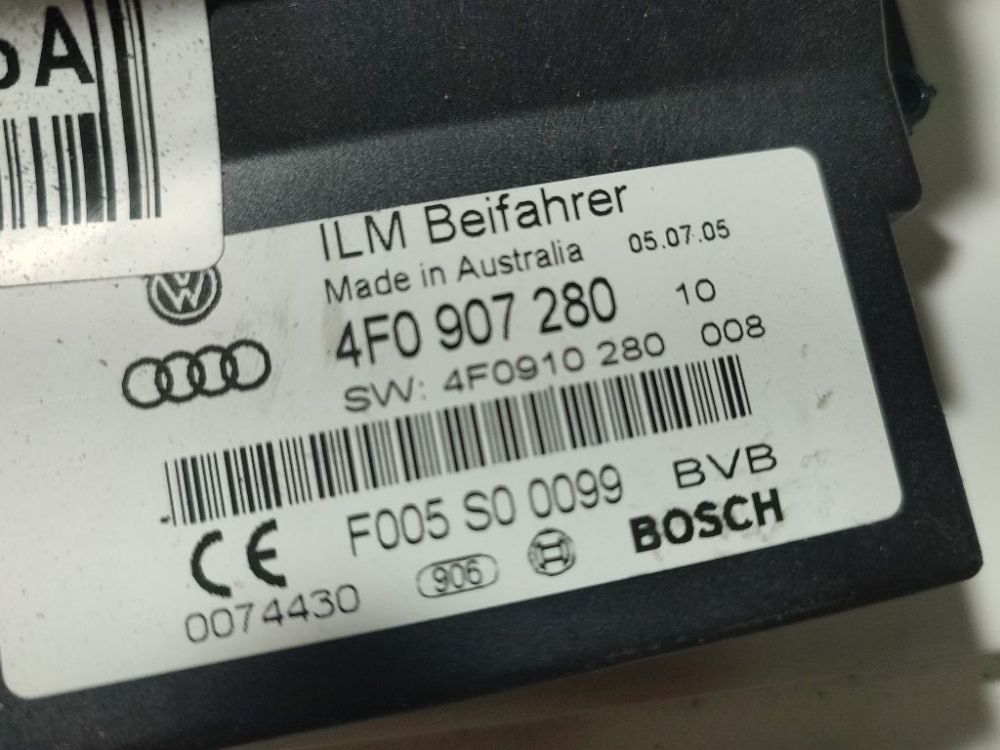 A
ILM Beifahrer
Made in Australia 05.07.05
4F0 907 280 10
SW: 4F0910 280 008
F005 S0 0099 BVB
CE 906 BOSCH
0074430